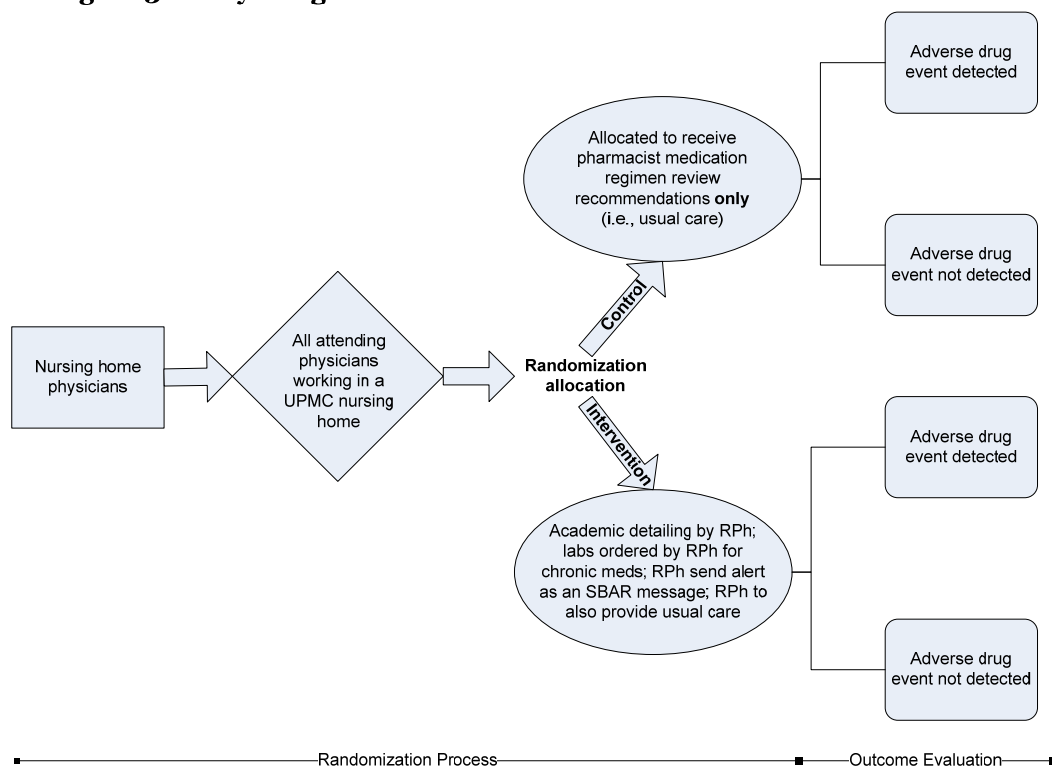 Nursing home
physicians
All attending
physicians
working in a
UPMC nursing
home
Randomization
allocation
Control
Allocated to receive
pharmacist medication
regimen review
recommendations only
(i.e., usual care)
Adverse drug
event detected
Adverse drug
event not detected
Intervention
Academic detailing by RPh;
labs ordered by RPh for
chronic meds; RPh send alert
as an SBAR message; RPh to
also provide usual care
Adverse drug
event detected
Adverse drug
event not detected
Randomization Process
Outcome Evaluation